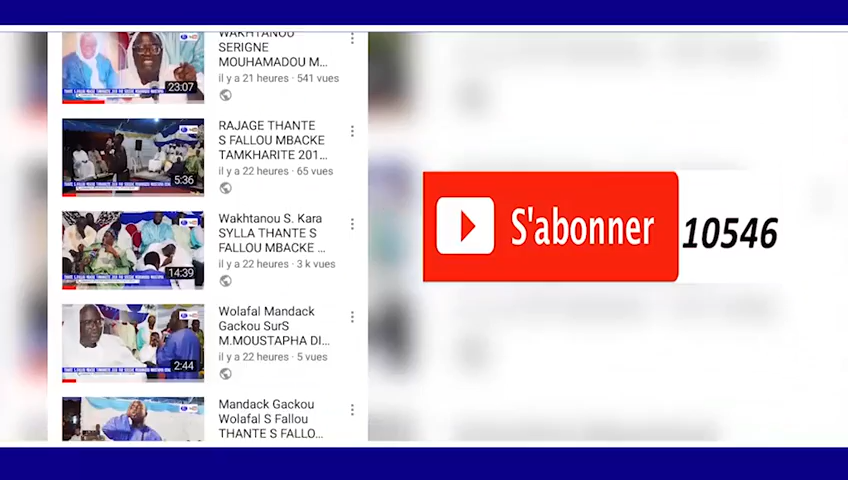 WAKHTANOU
SERIGNE
MOUHAMADOU M...
il y a 21 heures · 541 vues
23:07
RAJAGE THANTE
S FALLOU MBACKE
TAMKHARITE 201...
il y a 22 heures · 65 vues
5:36
Wakhtanou S. Kara
SYLLA THANTE S
FALLOU MBACKE ...
il y a 22 heures · 3 k vues
14:39
Wolofal Mandack
Gackou SurS
M.MOUSTAPHA DI...
il y a 22 heures · 5 vues
2:44
Mandack Gackou
Wolafal S Fallou
THANTE S FALLO...
S'abonner
10546